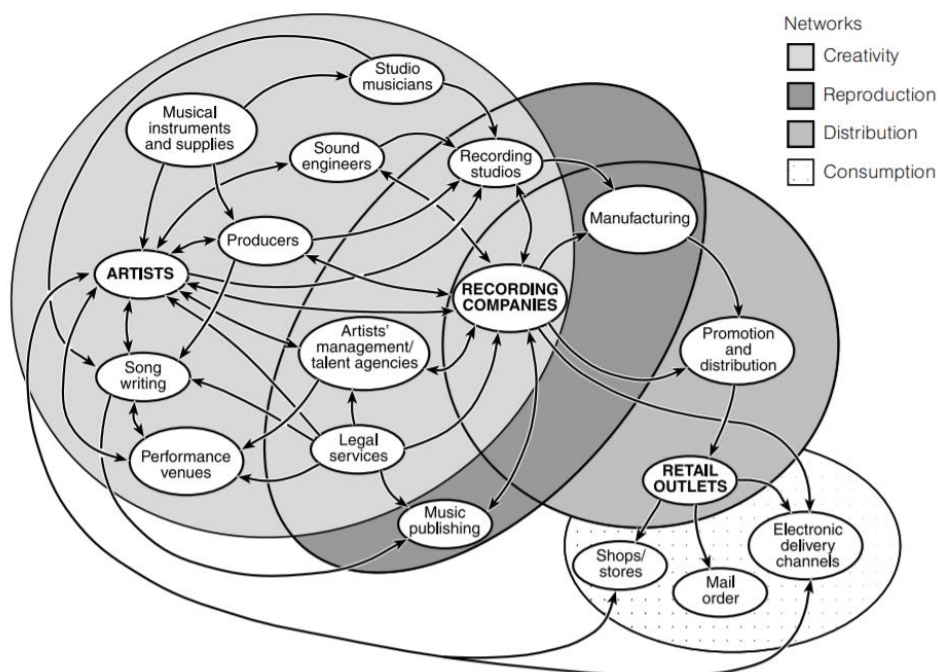 Networks
Creativity
Reproduction
Distribution
Consumption
Studio
musicians
Musical
instruments
and supplies
Sound
engineers
Recording
studios
Manufacturing
Producers
ARTISTS
RECORDING
COMPANIES
Artists'
management/
talent agencies
Promotion
and
distribution
Song
writing
Legal
services
Performance
venues
RETAIL
OUTLETS
Music
publishing
Electronic
delivery
channels
Shops/
stores
Mail
order